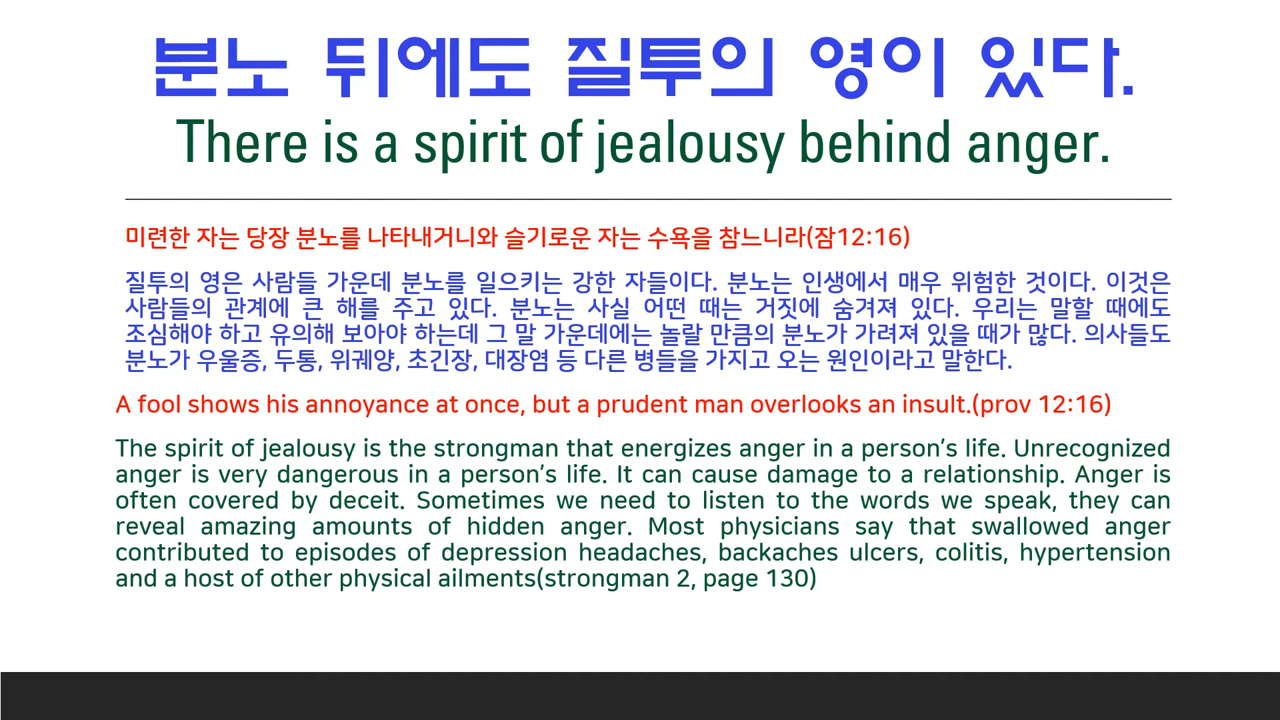 분노 뒤에도 질투의 영이 있다.
There is a spirit of jealousy behind anger.
미련한 자는 당장 분노를 나타내거니와 슬기로운 자는 수욕을 참느니라(잠12:16)
질투의 영은 사람들 가운데 분노를 일으키는 강한 자들이다. 분노는 인생에서 매우 위험한 것이다. 이것은
사람들의 관계에 큰 해를 주고 있다. 분노는 사실 어떤 때는 거짓에 숨겨져 있다. 우리는 말할 때에도
조심해야 하고 유의해 보아야 하는데 그 말 가운데에는 놀랄 만큼의 분노가 가려져 있을 때가 많다. 의사들도
분노가 우울증, 두통, 위궤양, 초긴장, 대장염 등 다른 병들을 가지고 오는 원인이라고 말한다.
A fool shows his annoyance at once, but a prudent man overlooks an insult.(prov 12:16)
The spirit of jealousy is the strongman that energizes anger in a person's life. Unrecognized
anger is very dangerous in a person's life. It can cause damage to a relationship. Anger is
often covered by deceit. Sometimes we need to listen to the words we speak, they can
reveal amazing amounts of hidden anger. Most physicians say that swallowed anger
contributed to episodes of depression headaches, backaches ulcers, colitis, hypertension
and a host of other physical ailments(strongman 2, page 130)